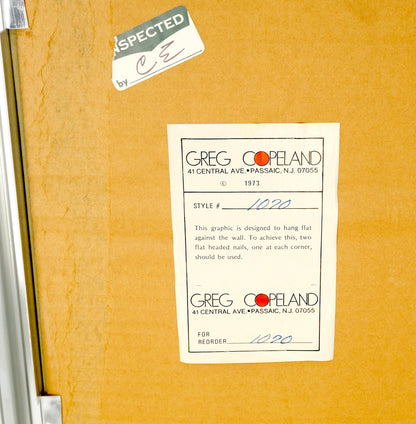 INSPECTED
by CE
GREG COPELAND
41 CENTRAL AVE.•PASSAIC, N.J. 07055
© 1973
STYLE # 1020
This graphic is designed to hang flat
against the wall. To achieve this, two
flat headed nails, one at each corner,
should be used.
GREG COPELAND
41 CENTRAL AVE.•PASSAIC, N.J. 07055
FOR
REORDER 1020